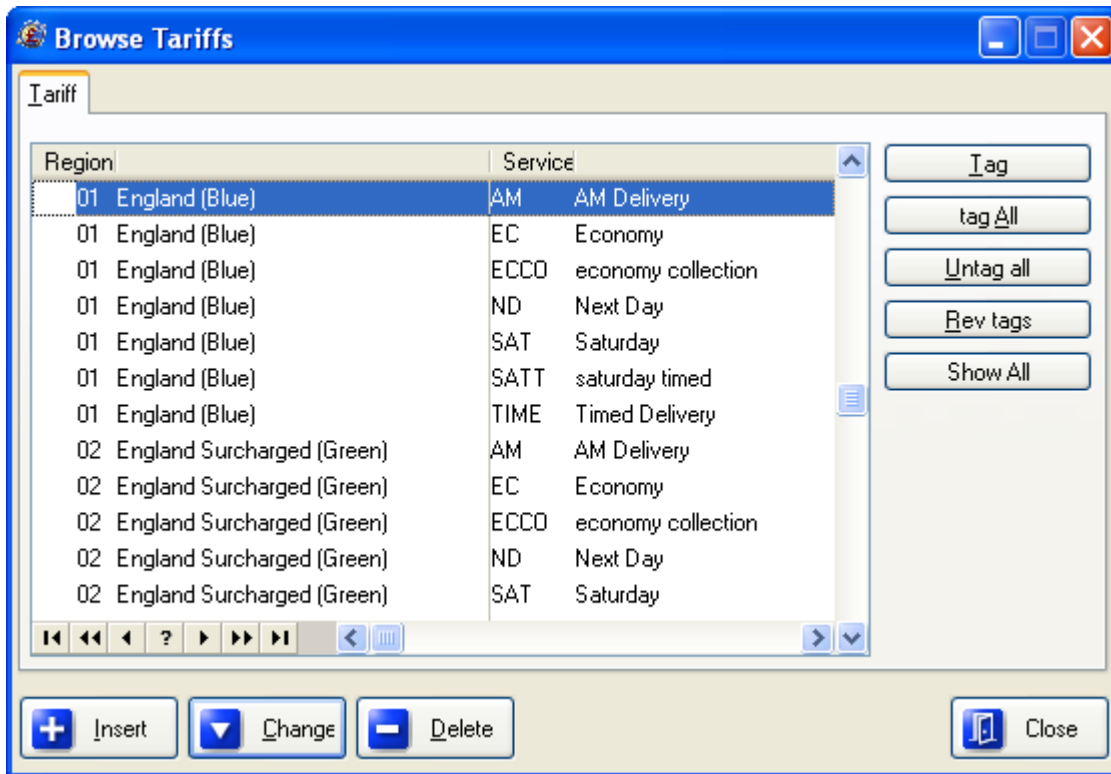 Browse Tariffs
Tariff
Region Service
01 England (Blue) AM AM Delivery
01 England (Blue) EC Economy
01 England (Blue) ECCO economy collection
01 England (Blue) ND Next Day
01 England (Blue) SAT Saturday
01 England (Blue) SATT saturday timed
01 England (Blue) TIME Timed Delivery
02 England Surcharged (Green) AM AM Delivery
02 England Surcharged (Green) EC Economy
02 England Surcharged (Green) ECCO economy collection
02 England Surcharged (Green) ND Next Day
02 England Surcharged (Green) SAT Saturday
?
Tag
tag All
Untag all
Rev tags
Show All
Insert Change Delete Close